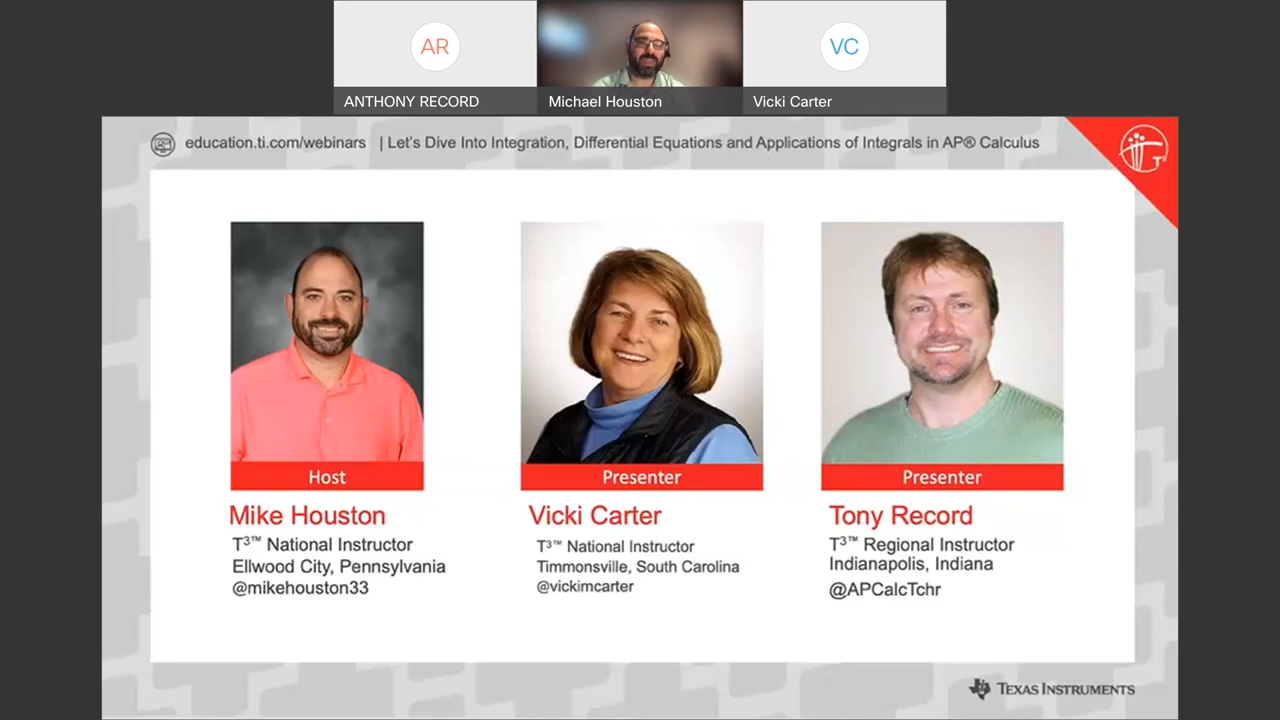 AR
VC
ANTHONY RECORD
Michael Houston
Vicki Carter
education.ti.com/webinars | Let's Dive Into Integration, Differential Equations and Applications of Integrals in AP® Calculus
T³
Host
Presenter
Presenter
Mike Houston
T³™ National Instructor
Ellwood City, Pennsylvania
@mikehouston33
Vicki Carter
T³™ National Instructor
Timmonsville, South Carolina
@vickimcarter
Tony Record
T³™ Regional Instructor
Indianapolis, Indiana
@APCalcTchr
TEXAS INSTRUMENTS